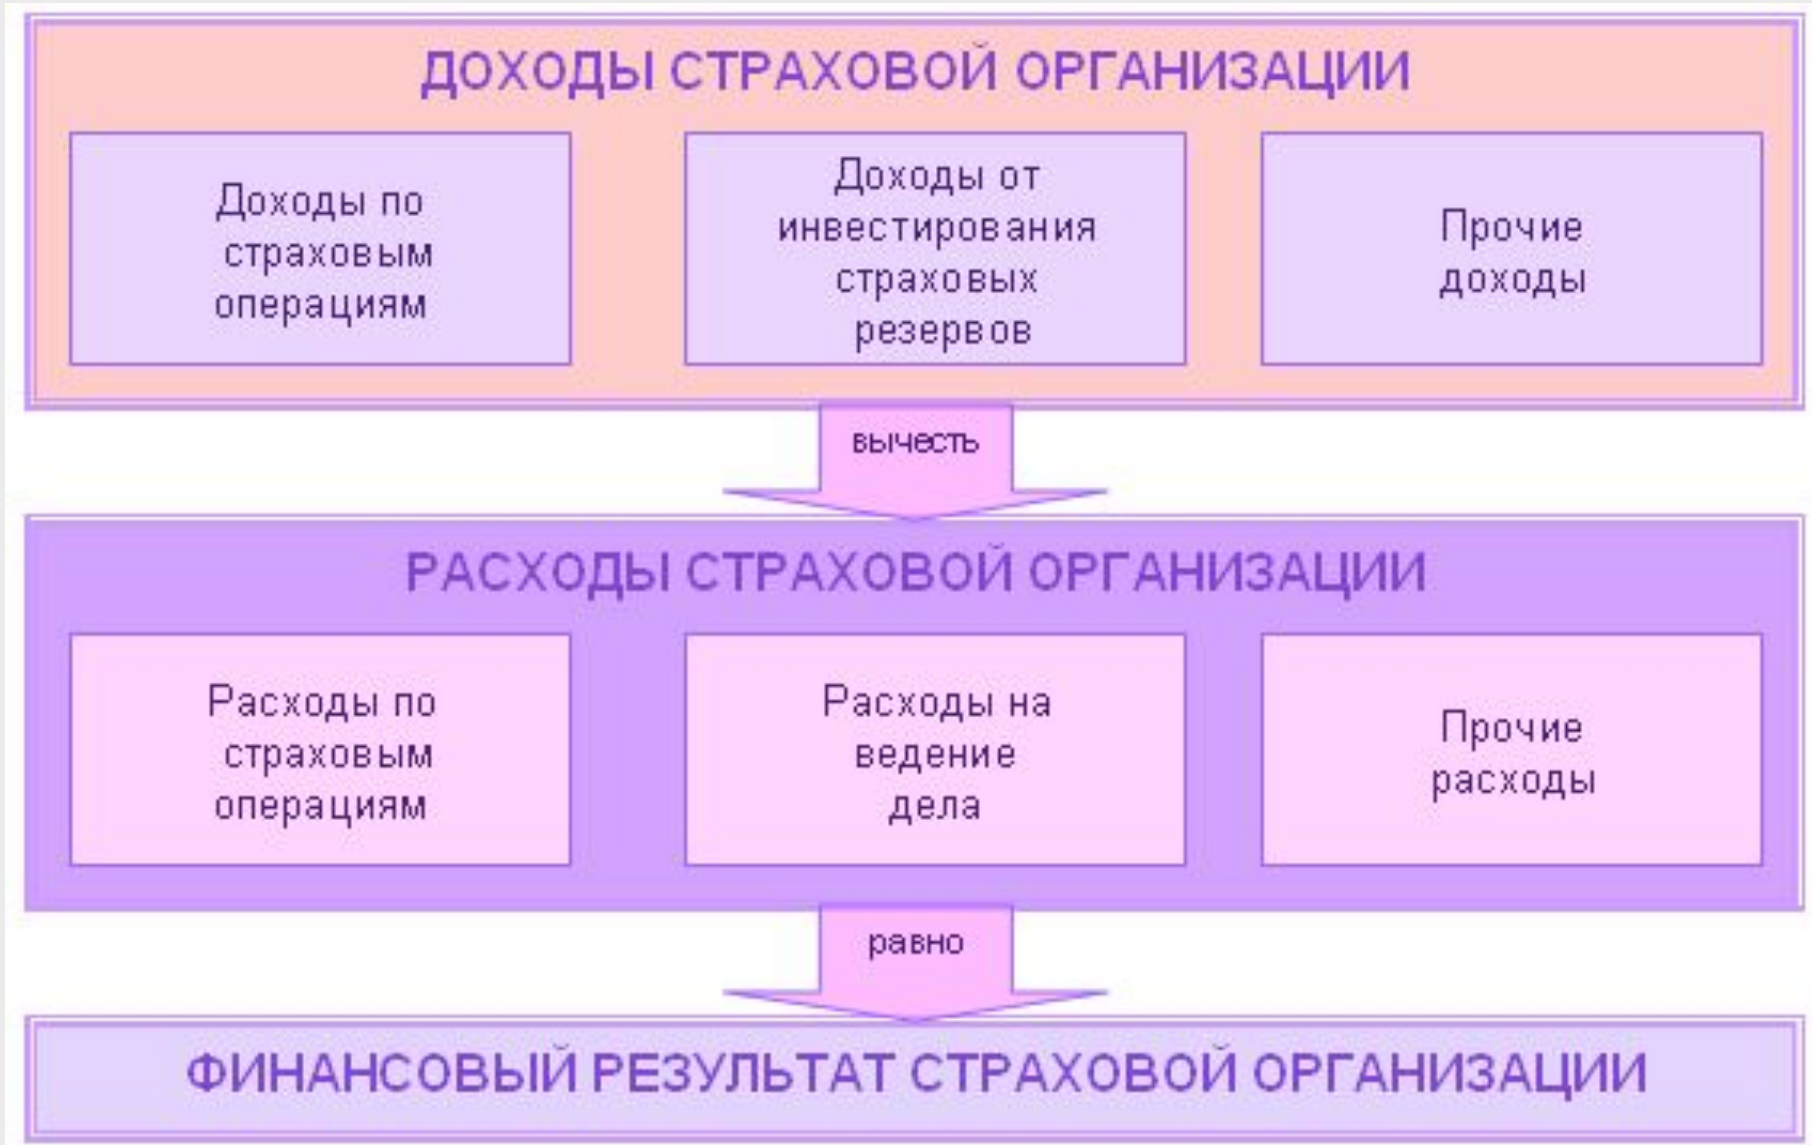 ДОХОДЫ СТРАХОВОЙ ОРГАНИЗАЦИИ
Доходы по
страховым
операциям
Доходы от
инвестирования
страховых
резервов
Прочие
доходы
вычесть
РАСХОДЫ СТРАХОВОЙ ОРГАНИЗАЦИИ
Расходы по
страховым
операциям
Расходы на
ведение
дела
Прочие
расходы
равно
ФИНАНСОВЫЙ РЕЗУЛЬТАТ СТРАХОВОЙ ОРГАНИЗАЦИИ